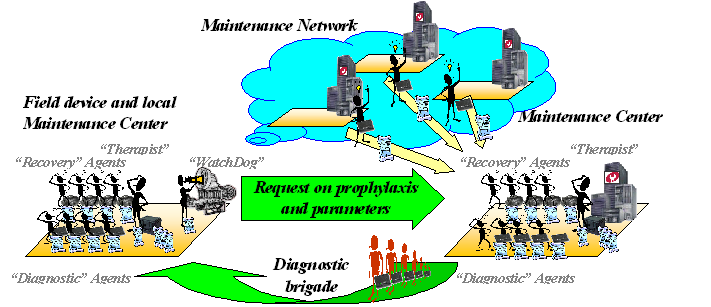 Maintenance Network
Field device and local
Maintenance Center
Maintenance Center
"Therapist"
"Recovery" Agents
"WatchDog"
"Therapist"
"Recovery" Agents
Request on prophylaxis
and parameters
Diagnostic
brigade
"Diagnostic" Agents
"Diagnostic" Agents